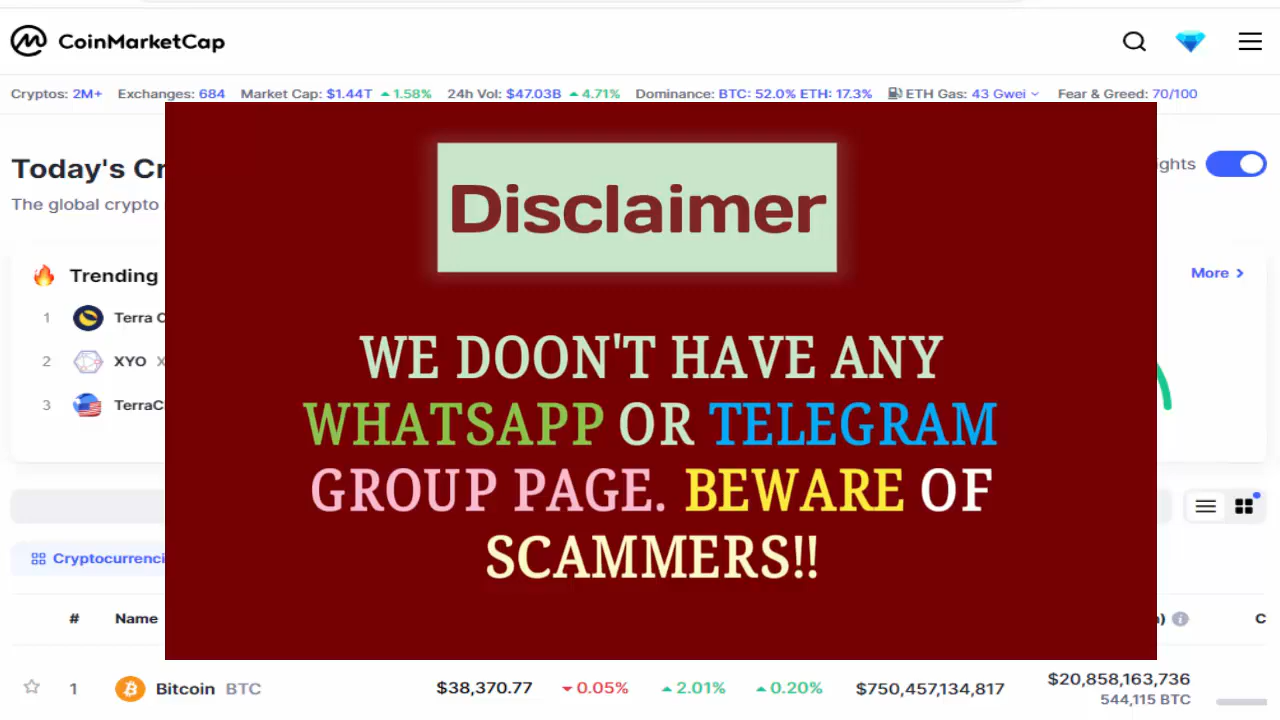 CoinMarketCap
Cryptos: 2M+ Exchanges: 684 Market Cap: $1.44T 1.58% 24h Vol: $47.03B 4.71% Dominance: BTC: 52.0% ETH: 17.3% ETH Gas: 43 Gwei Fear & Greed: 70/100
Today's Cr
ghts
The global crypto
Disclaimer
Trending
More
1 Terra C
2 XYO X
3 TerraC
WE DOON'T HAVE ANY
WHATSAPP OR TELEGRAM
GROUP PAGE. BEWARE OF
SCAMMERS!!
Cryptocurrenci
# Name
) C
1 Bitcoin BTC $38,370.77 0.05% 2.01% 0.20% $750,457,134,817 $20,858,163,736
544,115 BTC